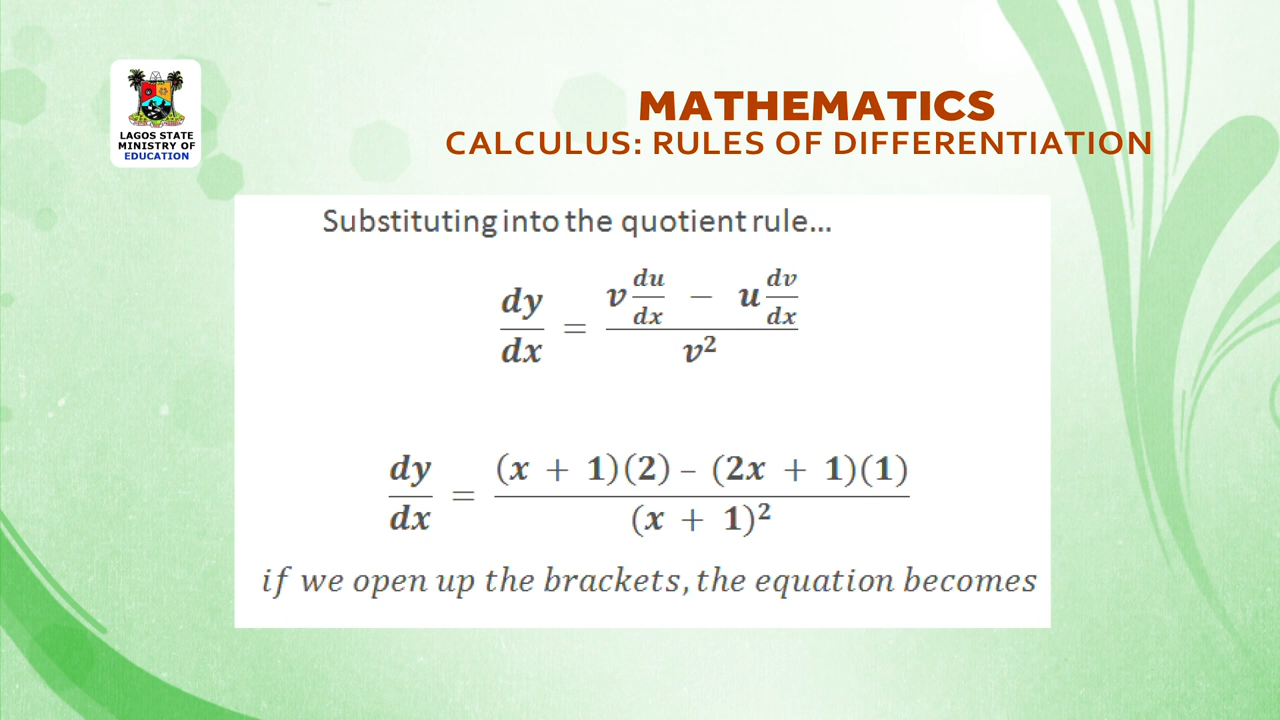 LAGOS STATE
MINISTRY OF
EDUCATION
MATHEMATICS
CALCULUS: RULES OF DIFFERENTIATION
Substituting into the quotient rule...
dy/dx = (v du/dx − u dv/dx)/v²
dy/dx = ((x + 1)(2) – (2x + 1)(1))/(x + 1)²
if we open up the brackets, the equation becomes